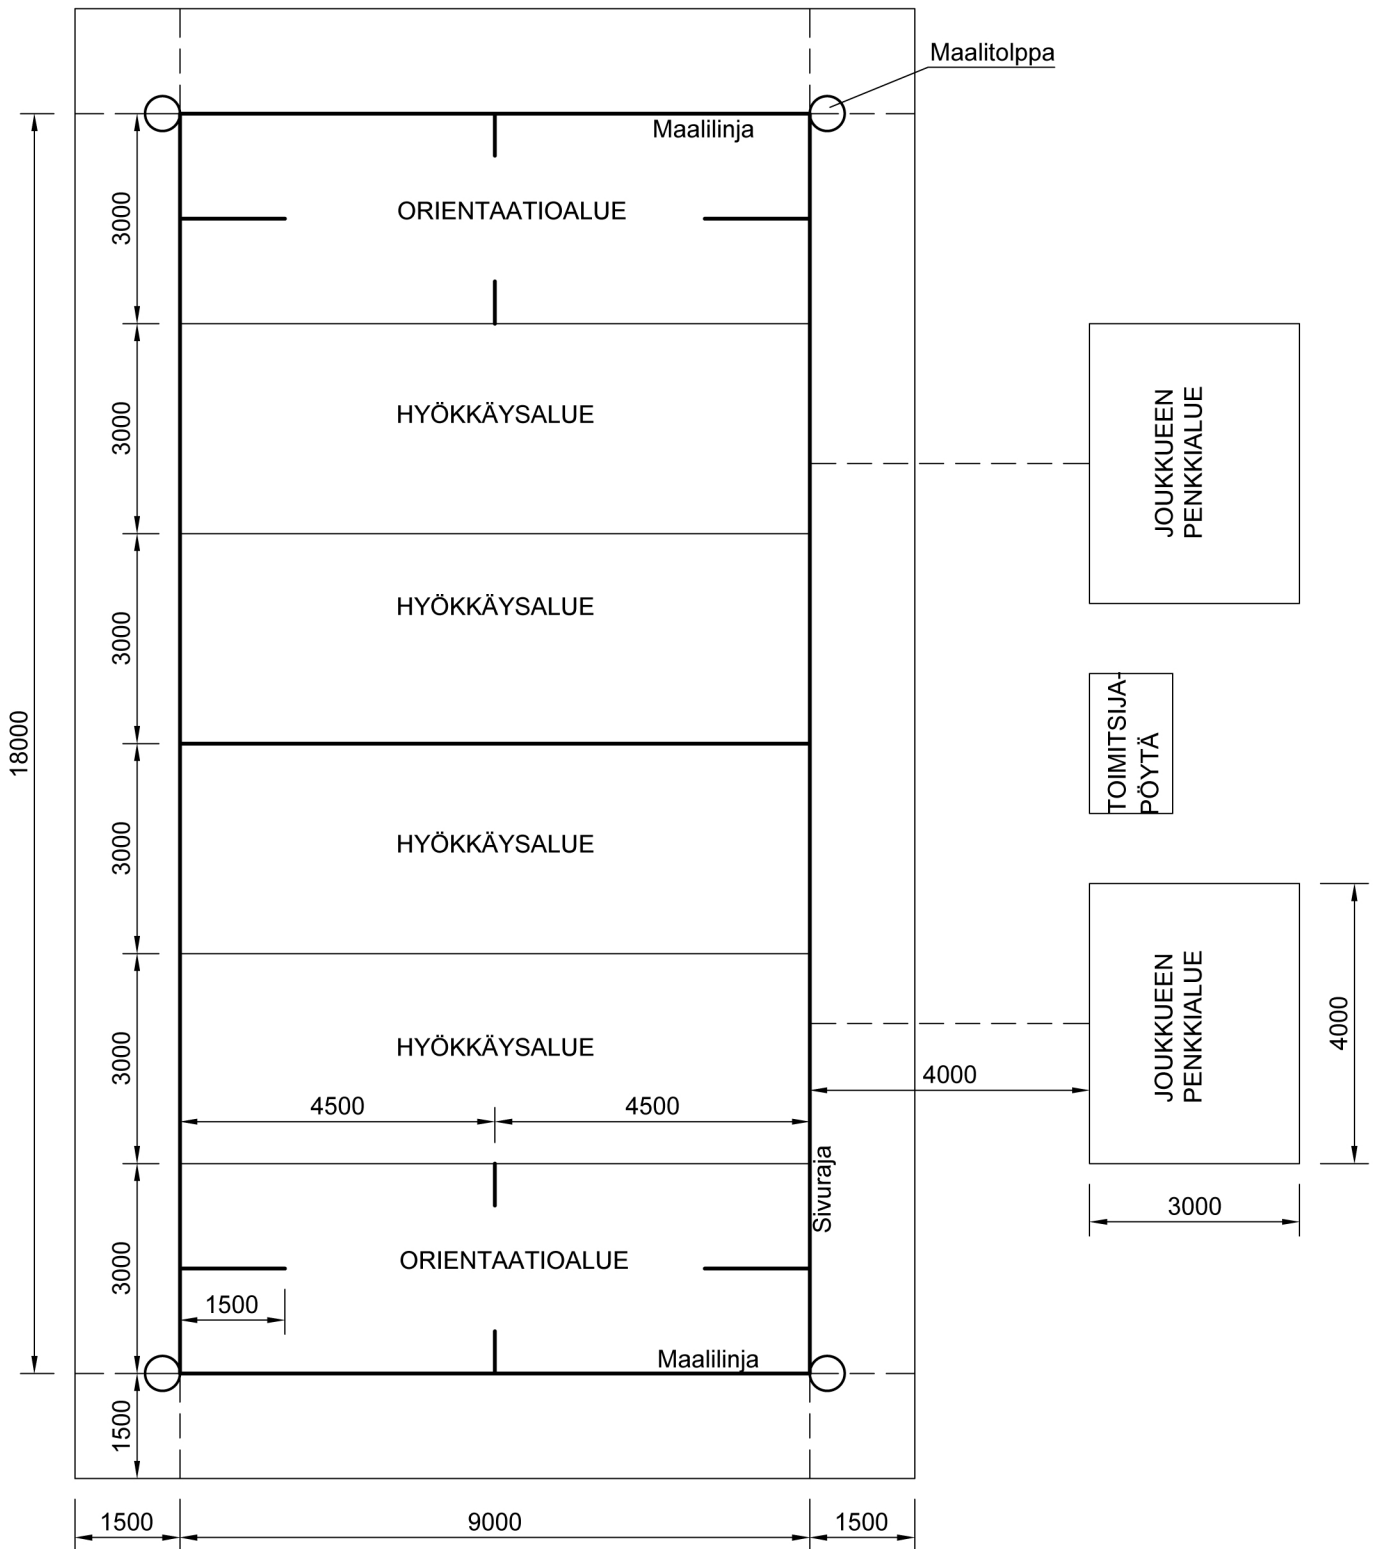 Maalitolppa
Maalilinja
3000
ORIENTAATIOALUE
3000
HYÖKKÄYSALUE
JOUKKUEEN
PENKKIALUE
3000
HYÖKKÄYSALUE
18000
TOIMITSIJA-
PÖYTÄ
3000
HYÖKKÄYSALUE
3000
HYÖKKÄYSALUE
JOUKKUEEN
PENKKIALUE
4000
4000
4500
4500
Sivuraja
3000
3000
ORIENTAATIOALUE
1500
Maalilinja
1500
1500
9000
1500